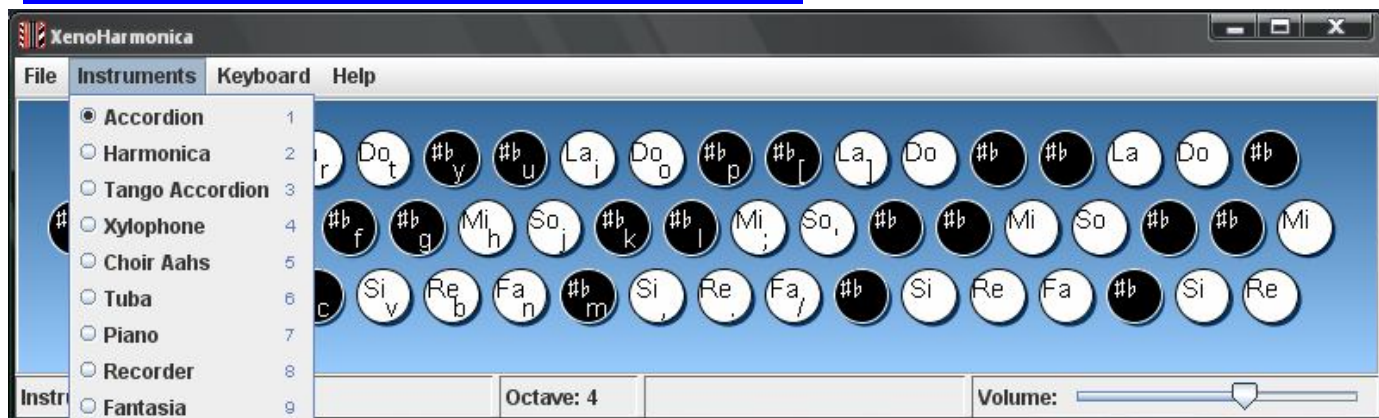 XenoHarmonica
File Instruments Keyboard Help
Accordion 1
Harmonica 2
Tango Accordion 3
Xylophone 4
Choir Aahs 5
Tuba 6
Piano 7
Recorder 8
Fantasia 9
r Do t #♭ y #♭ u La i Do o #♭ p #♭ [ La ] Do #♭ #♭ La Do #♭
#♭ f #♭ g Mi h So j #♭ k #♭ l Mi ; So ' #♭ #♭ Mi So #♭ #♭ Mi
c Si v Re b Fa n #♭ m Si , Re . Fa / #♭ Si Re Fa #♭ Si Re
Octave: 4 Volume: